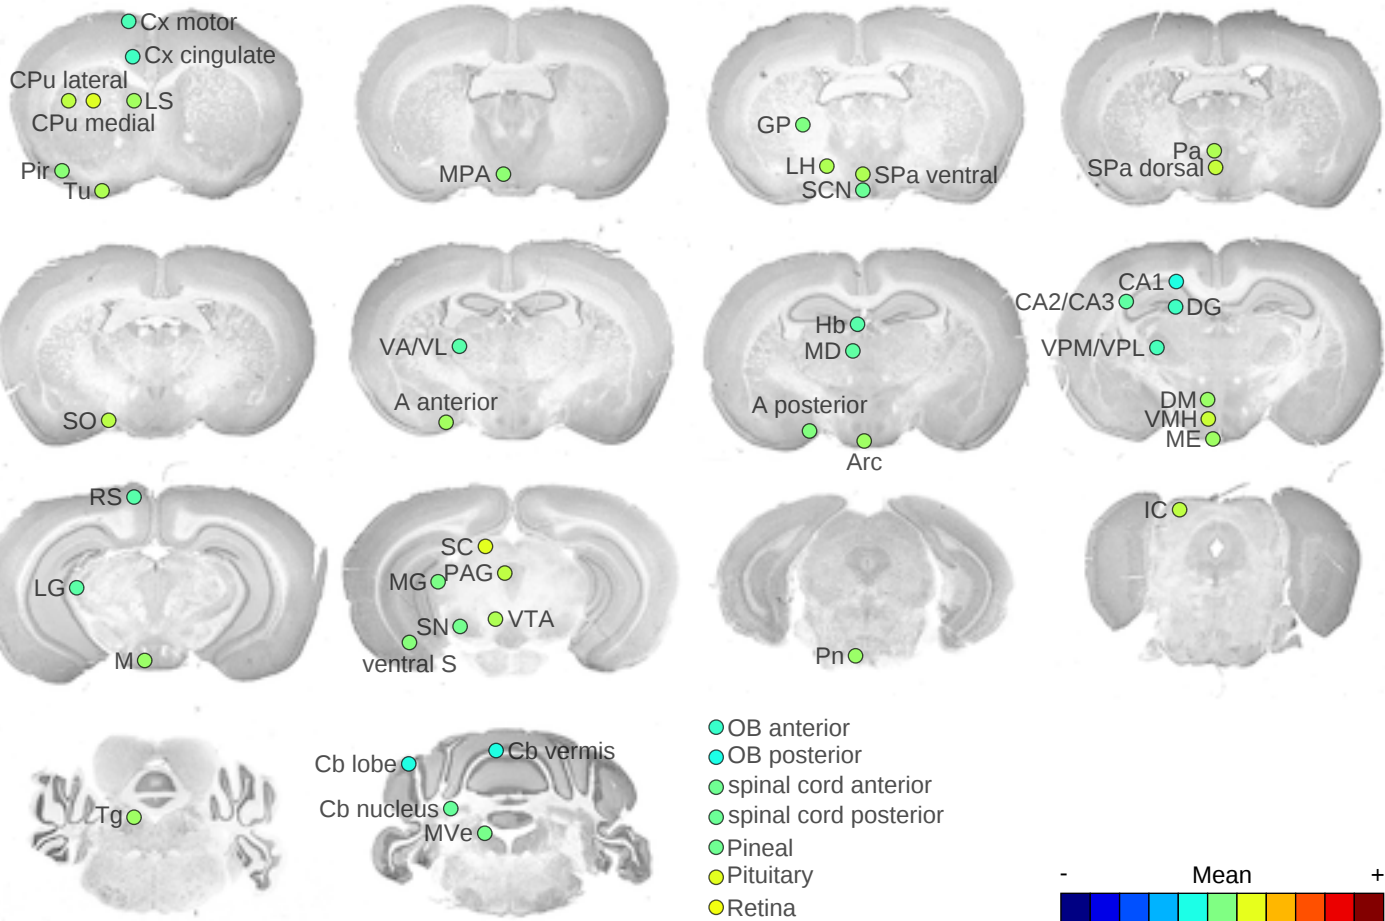 Cx motor
Cx cingulate
CPu lateral
LS
CPu medial
Pir
Tu
MPA
GP
LH
SPa ventral
SCN
Pa
SPa dorsal
SO
VA/VL
A anterior
Hb
MD
A posterior
Arc
CA1
CA2/CA3
DG
VPM/VPL
DM
VMH
ME
RS
LG
M
SC
PAG
MG
VTA
SN
ventral S
Pn
IC
Tg
Cb vermis
Cb lobe
Cb nucleus
MVe
OB anterior
OB posterior
spinal cord anterior
spinal cord posterior
Pineal
Pituitary
Retina
- Mean +